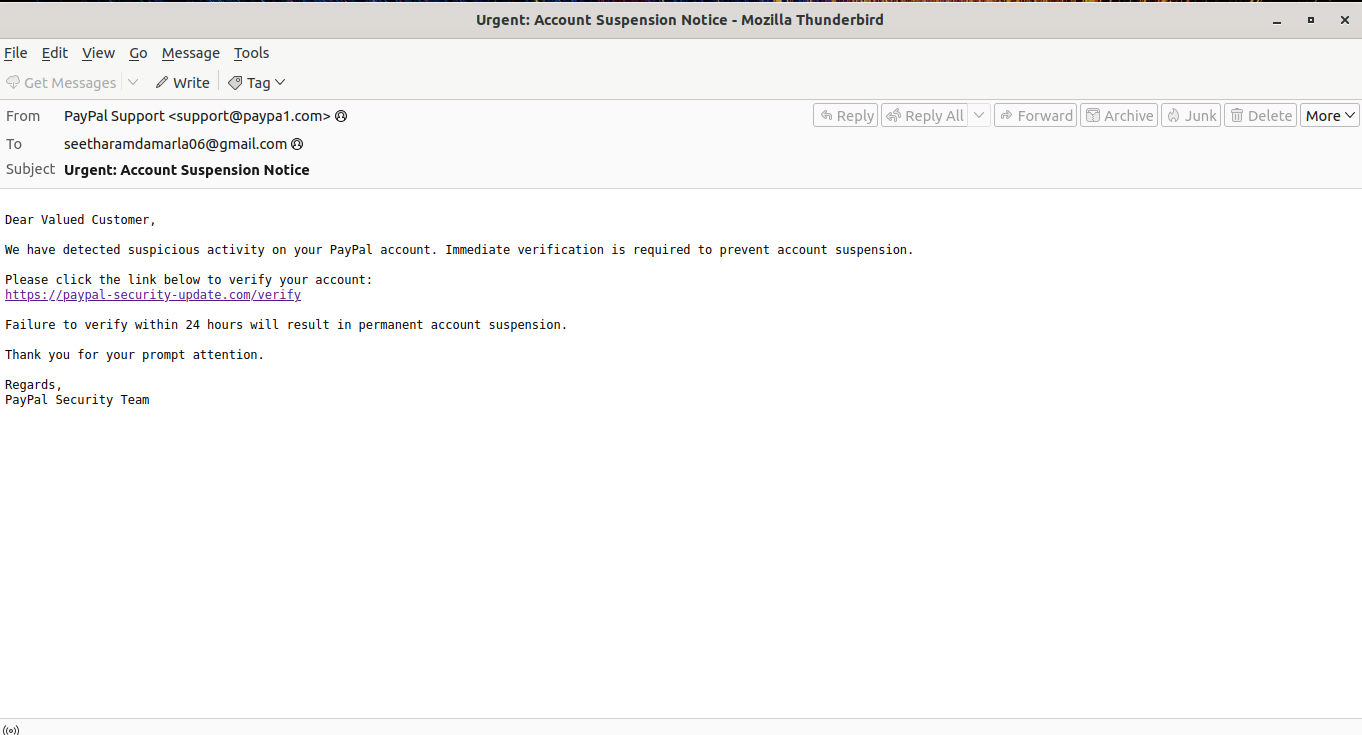 Urgent: Account Suspension Notice - Mozilla Thunderbird
File Edit View Go Message Tools
Get Messages Write Tag
From PayPal Support <support@paypa1.com> Reply Reply All Forward Archive Junk Delete More
To seetharamdamarla06@gmail.com
Subject Urgent: Account Suspension Notice
Dear Valued Customer,
We have detected suspicious activity on your PayPal account. Immediate verification is required to prevent account suspension.
Please click the link below to verify your account:
https://paypal-security-update.com/verify
Failure to verify within 24 hours will result in permanent account suspension.
Thank you for your prompt attention.
Regards,
PayPal Security Team